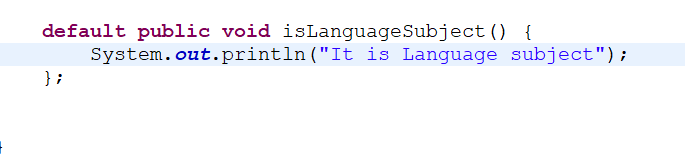 default public void isLanguageSubject() {
System.out.println("It is Language subject");
};
}